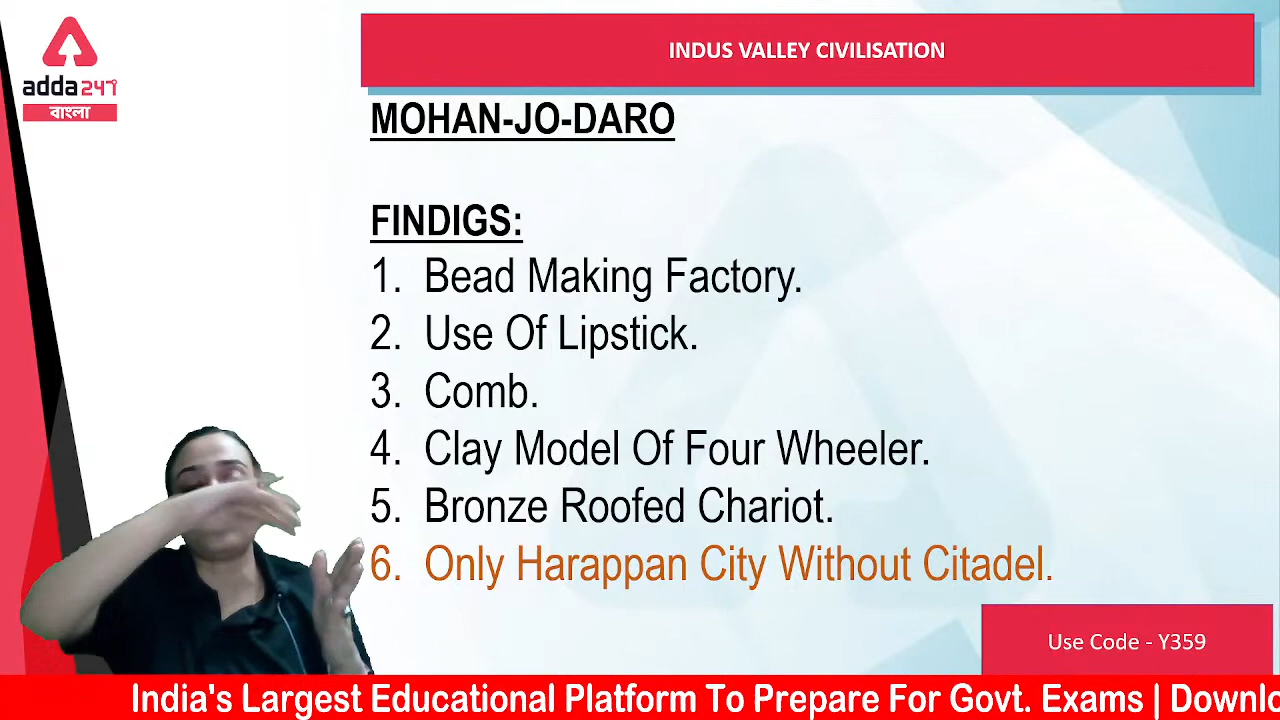 adda247
বাংলা
INDUS VALLEY CIVILISATION
MOHAN-JO-DARO
FINDIGS:
1. Bead Making Factory.
2. Use Of Lipstick.
3. Comb.
4. Clay Model Of Four Wheeler.
5. Bronze Roofed Chariot.
6. Only Harappan City Without Citadel.
Use Code - Y359
India's Largest Educational Platform To Prepare For Govt. Exams | Downlo